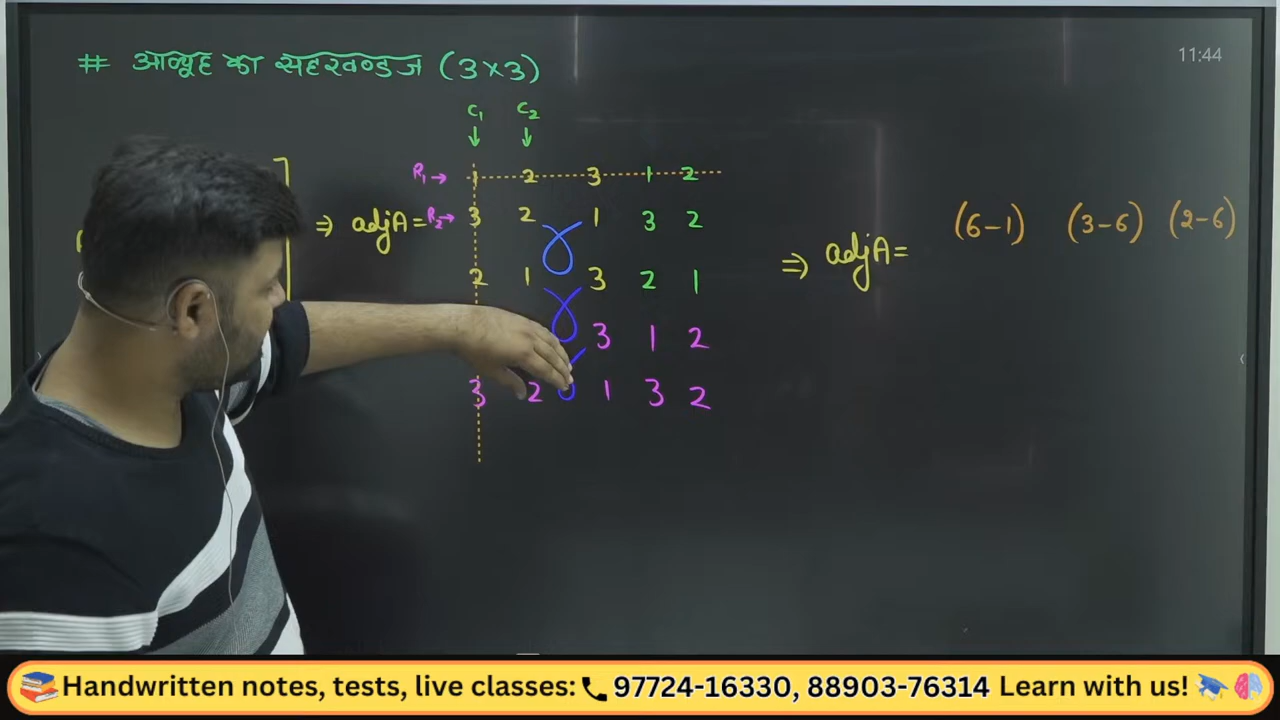 # आव्यूह का सहखण्डज (3×3)
11:44
C₁ C₂
↓ ↓
R₁→ 1 2 3 1 2
⇒ adjA= R₂→ 3 2 1 3 2
(6-1) (3-6) (2-6)
⇒ adjA=
2 1 3 2 1
3 1 2
3 2 1 3 2
Handwritten notes, tests, live classes: 97724-16330, 88903-76314 Learn with us!